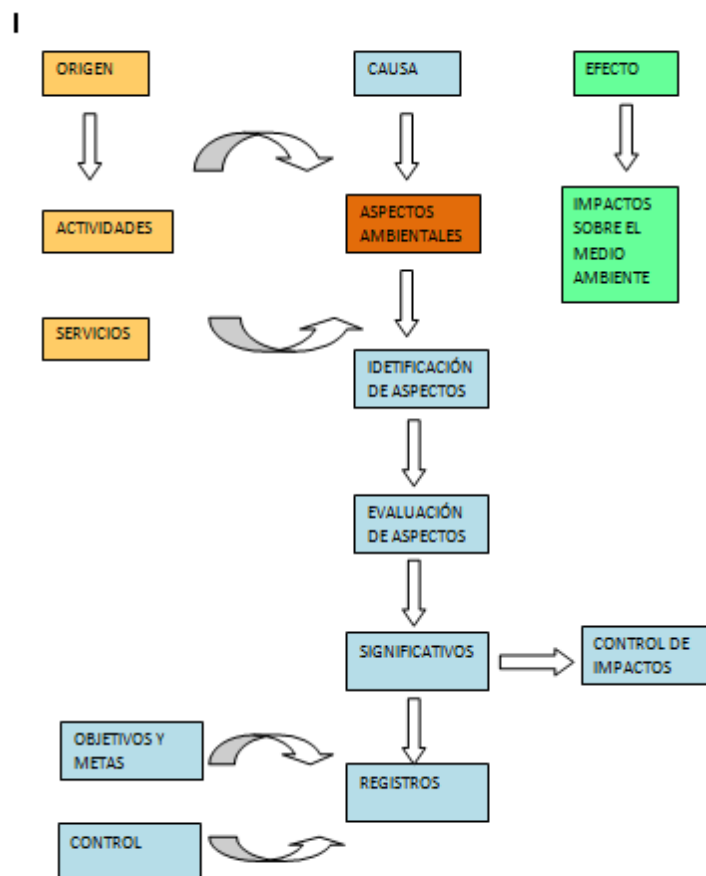 I
ORIGEN
CAUSA
EFECTO
ACTIVIDADES
ASPECTOS
AMBIENTALES
IMPACTOS
SOBRE EL
MEDIO
AMBIENTE
SERVICIOS
IDETIFICACIÓN
DE ASPECTOS
EVALUACIÓN
DE ASPECTOS
SIGNIFICATIVOS
CONTROL DE
IMPACTOS
OBJETIVOS Y
METAS
REGISTROS
CONTROL